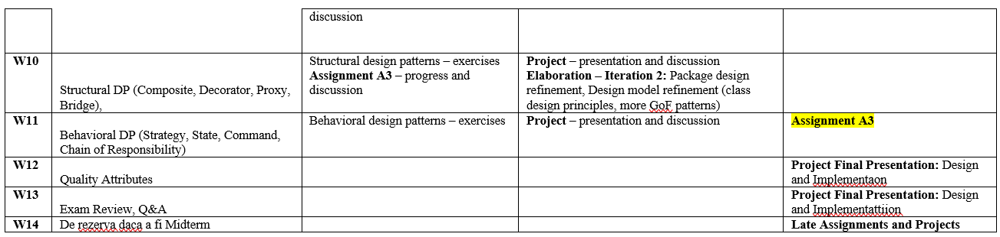 discussion
W10
Structural DP (Composite, Decorator, Proxy,
Bridge),
Structural design patterns – exercises
Assignment A3 – progress and
discussion
Project – presentation and discussion
Elaboration – Iteration 2: Package design
refinement, Design model refinement (class
design principles, more GoF patterns)
W11
Behavioral DP (Strategy, State, Command,
Chain of Responsibility)
Behavioral design patterns – exercises
Project – presentation and discussion
Assignment A3
W12
Quality Attributes
Project Final Presentation: Design
and Implementaon
W13
Exam Review, Q&A
Project Final Presentation: Design
and Implementattiion
W14
De rezerva daca a fi Midterm
Late Assignments and Projects